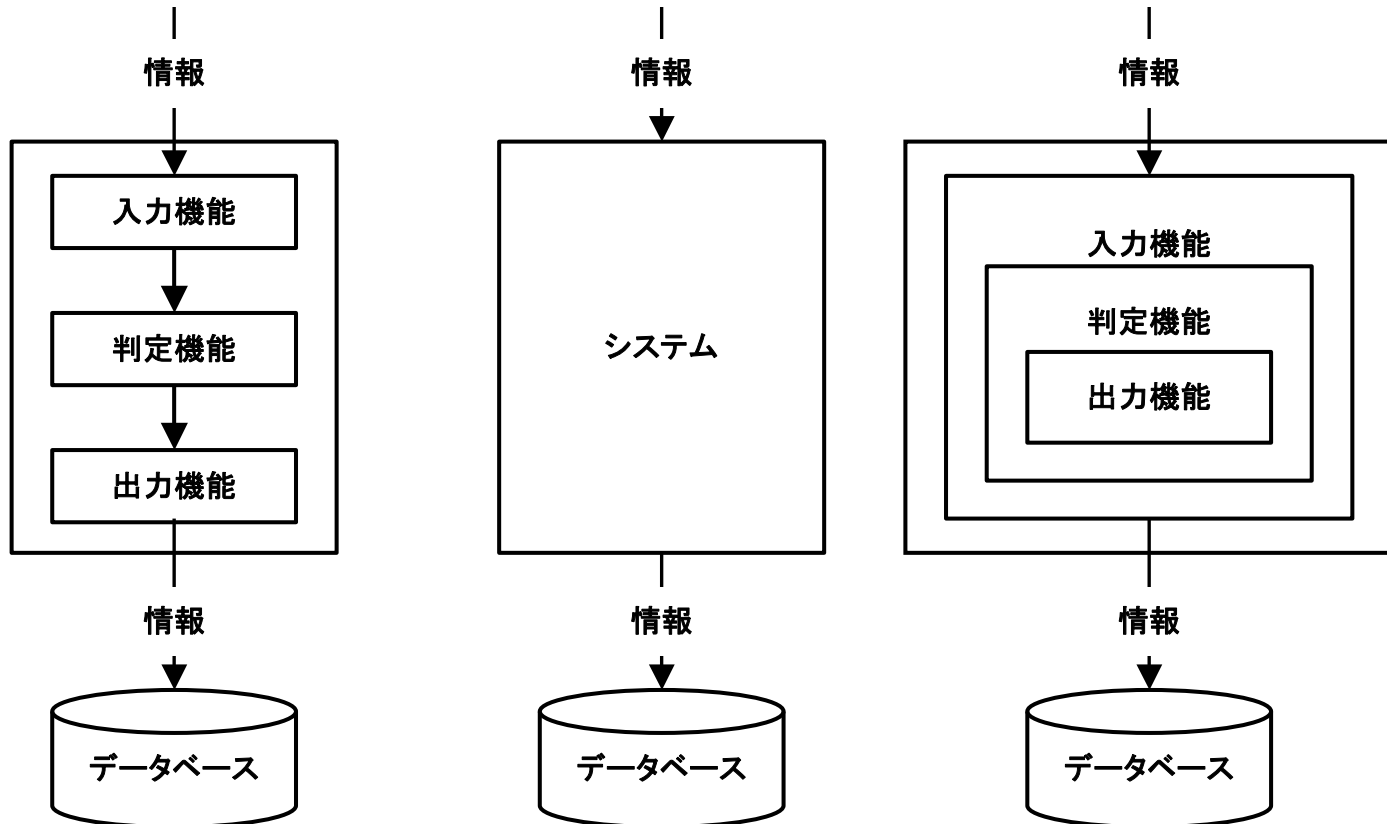 情報
入力機能
判定機能
出力機能
情報
データベース
情報
システム
情報
データベース
情報
入力機能
判定機能
出力機能
情報
データベース